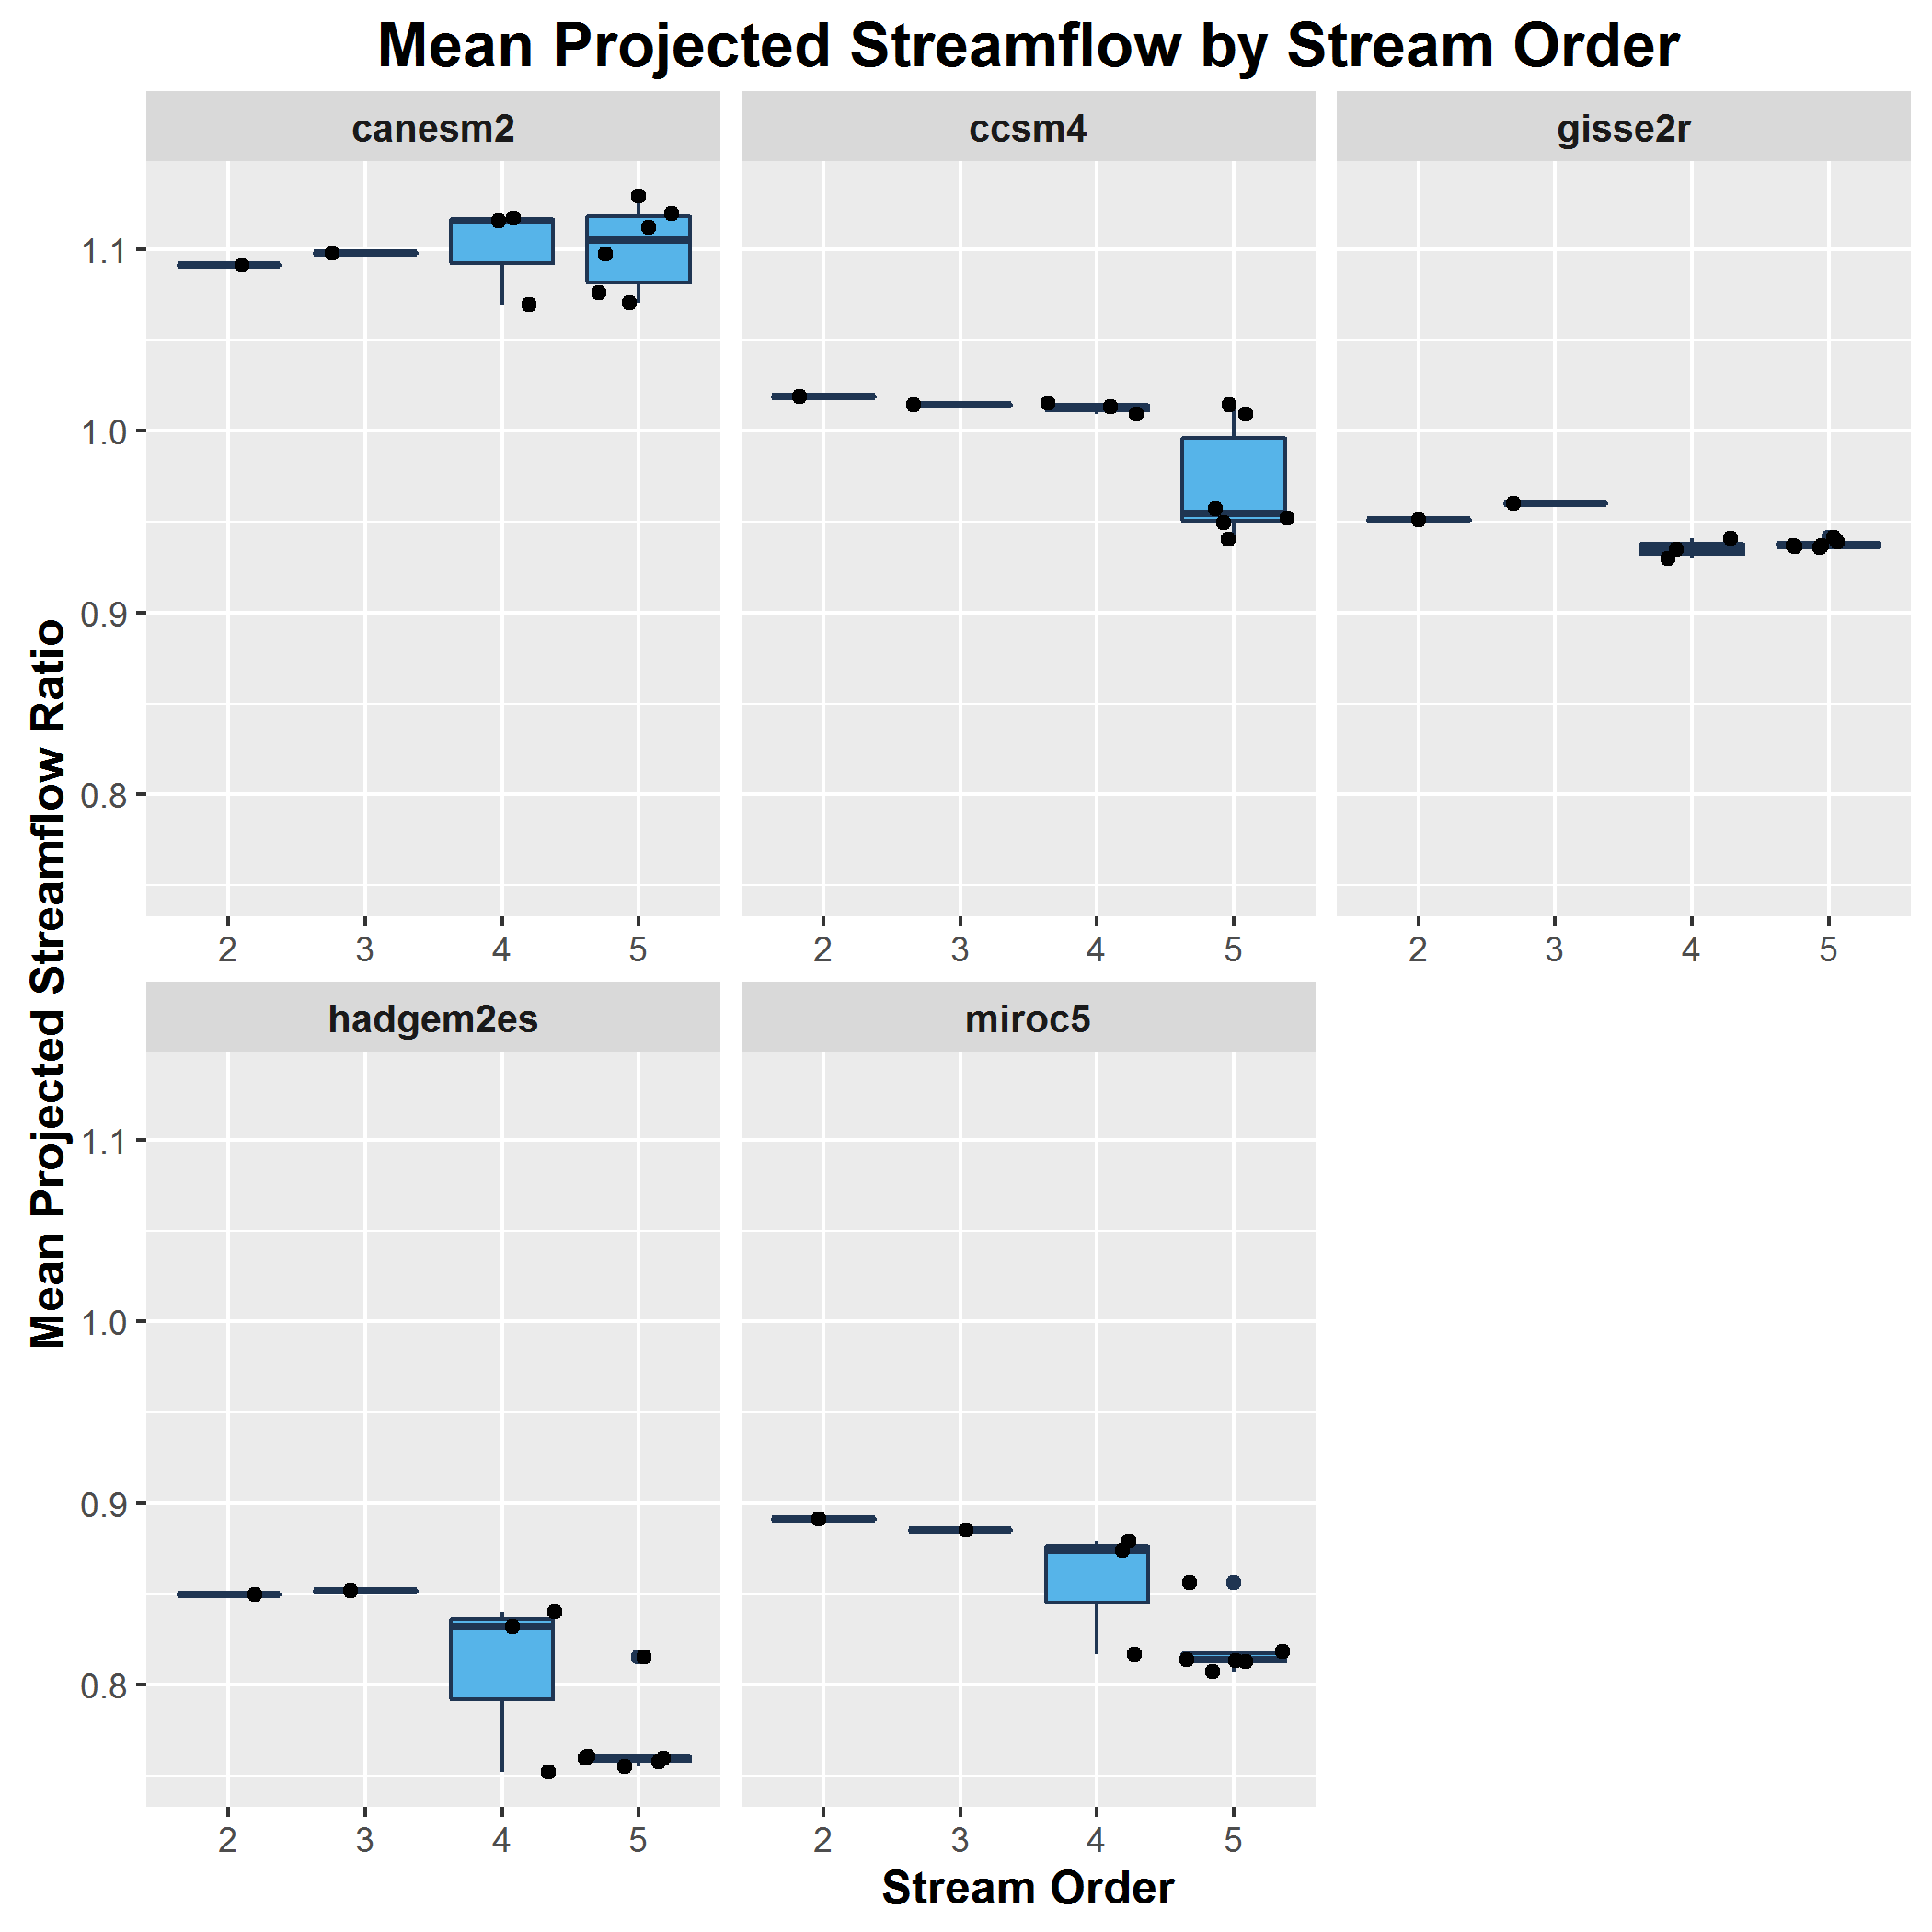 Mean Projected Streamflow by Stream Order
canesm2
ccsm4
gisse2r
1.1
1.0
0.9
0.8
2 3 4 5
2 3 4 5
2 3 4 5
Mean Projected Streamflow Ratio
hadgem2es
miroc5
1.1
1.0
0.9
0.8
2 3 4 5
2 3 4 5
Stream Order